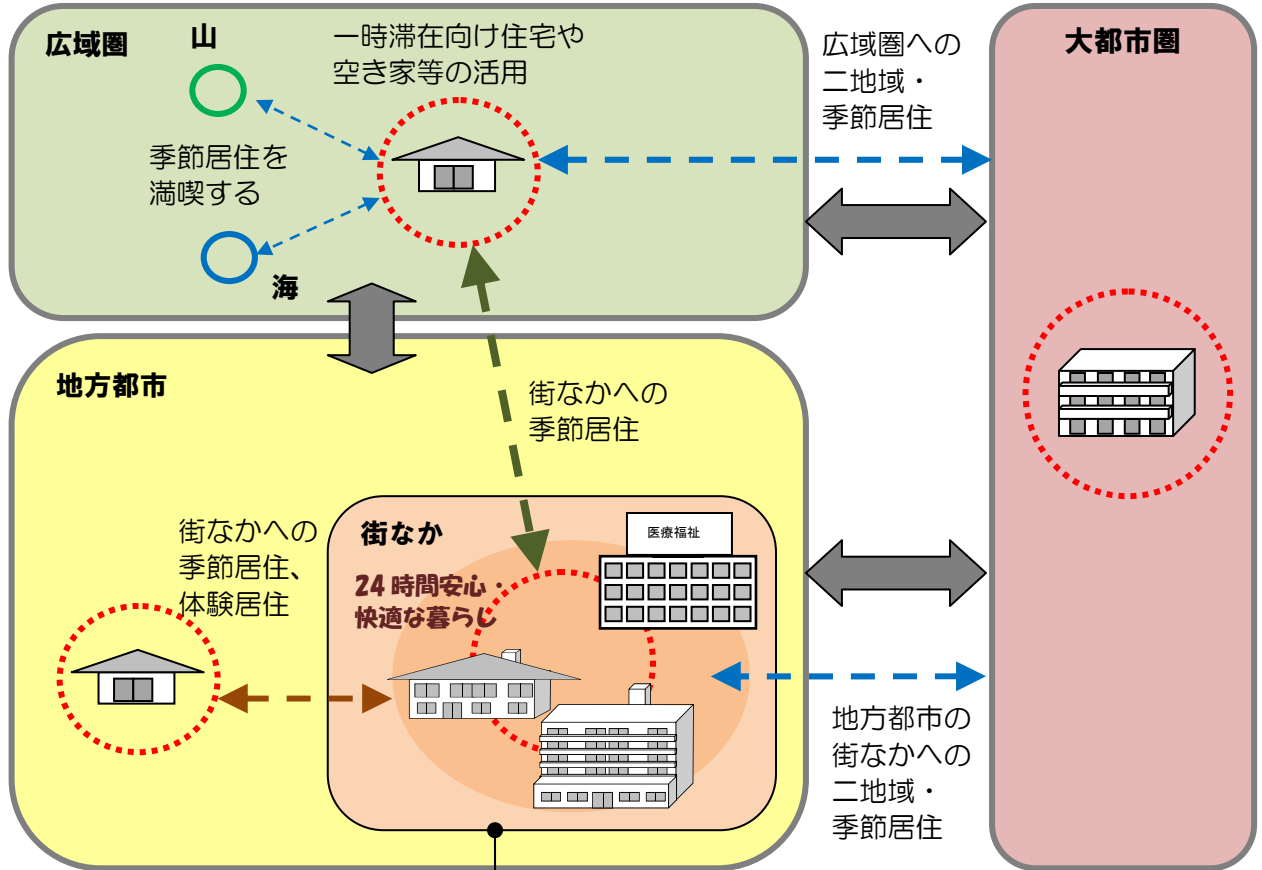 広域圏
山
一時滞在向け住宅や
空き家等の活用
季節居住を
満喫する
海
広域圏への
二地域・
季節居住
大都市圏
地方都市
街なかへの
季節居住
街なかへの
季節居住、
体験居住
街なか
24時間安心・
快適な暮らし
医療福祉
地方都市の
街なかへの
二地域・
季節居住